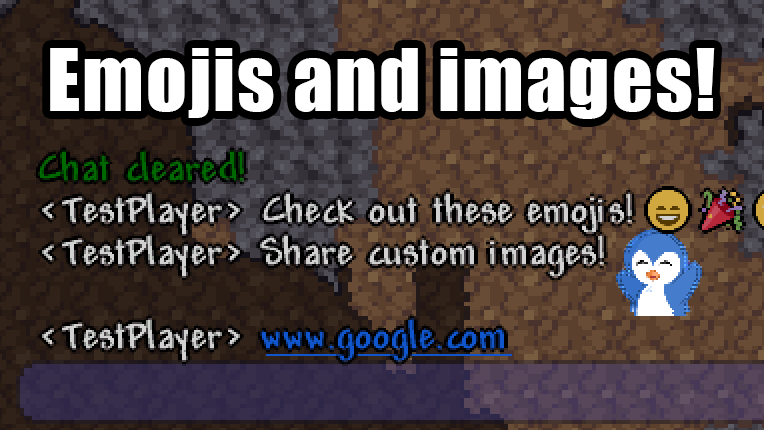 Emojis and images!
Chat cleared!
<TestPlayer> Check out these emojis! 😄 🎉
<TestPlayer> Share custom images!
<TestPlayer> www.google.com